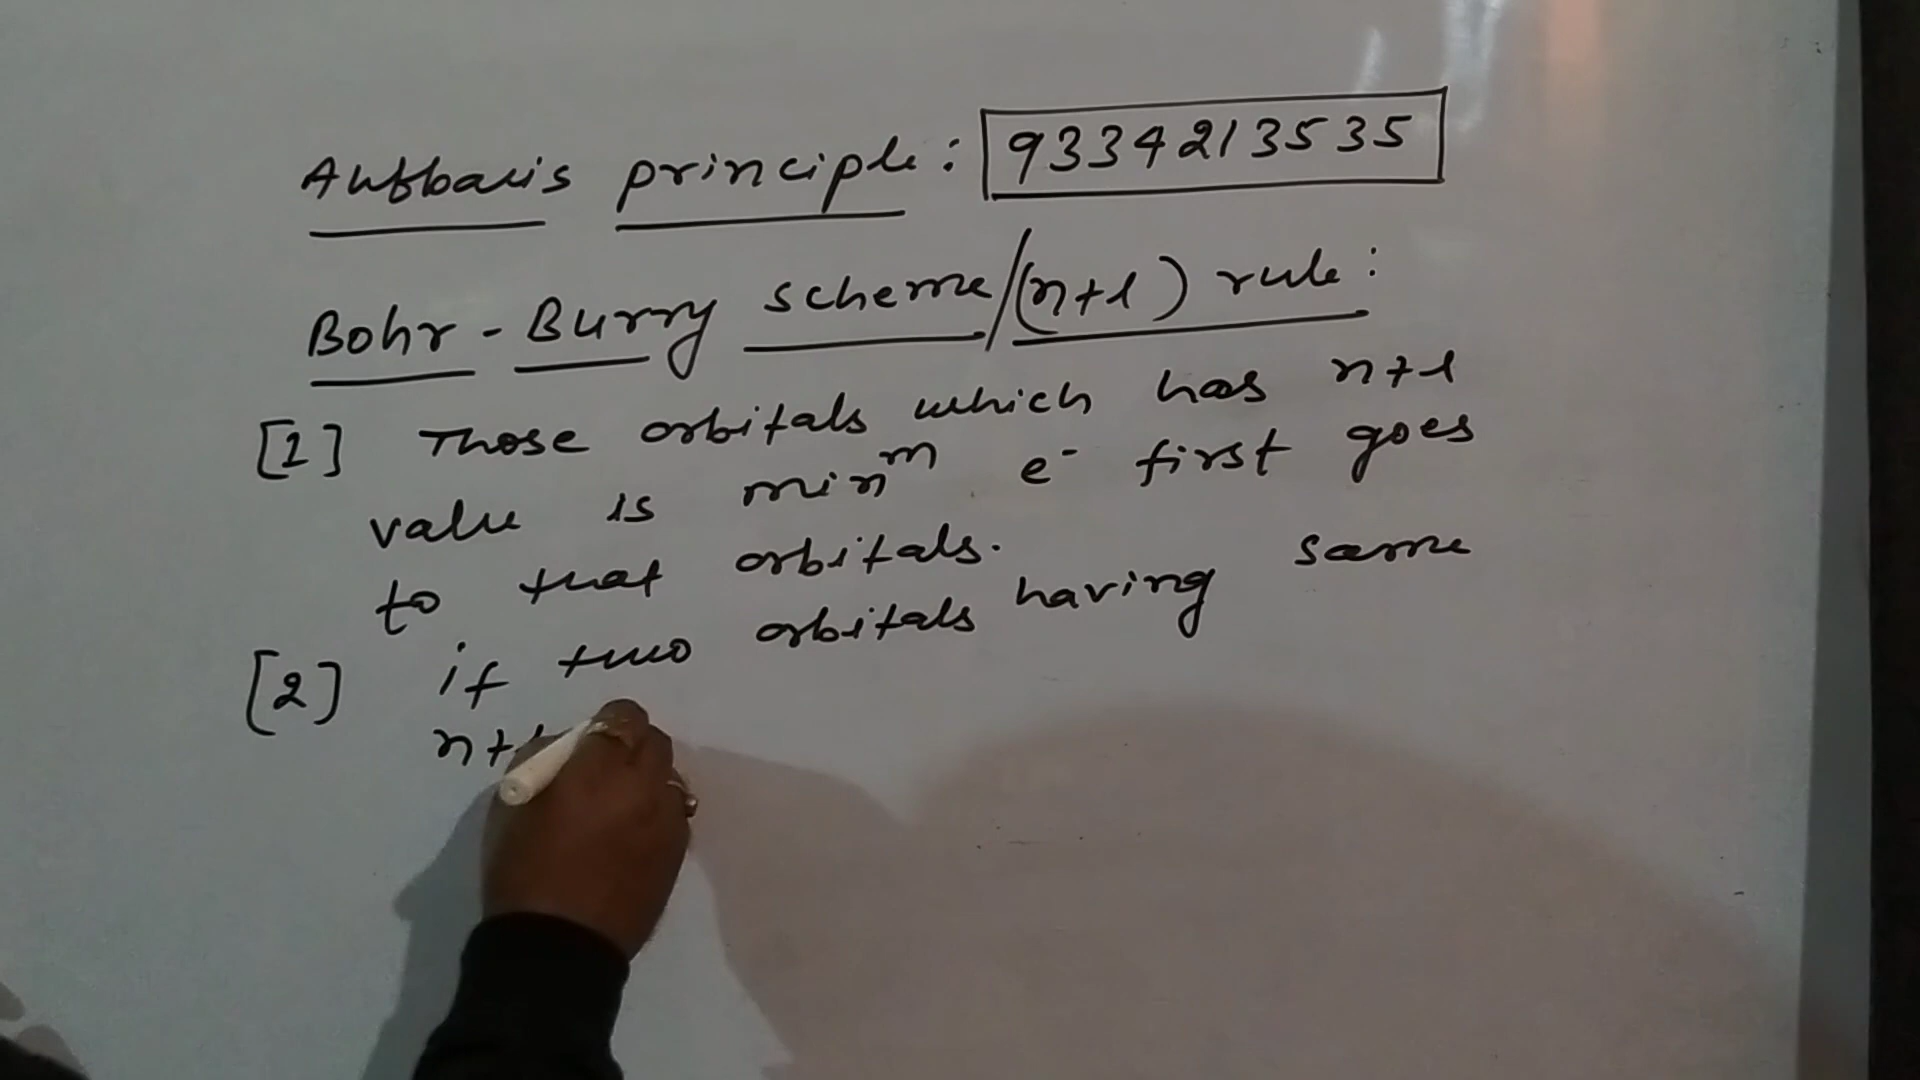 Aufbauis principle: 9334213535
Bohr-Burry scheme/(n+l) rule:
[1] Those orbitals which has n+l
value is minᵐ e⁻ first goes
to that orbitals.
[2] if two orbitals having same
n+l